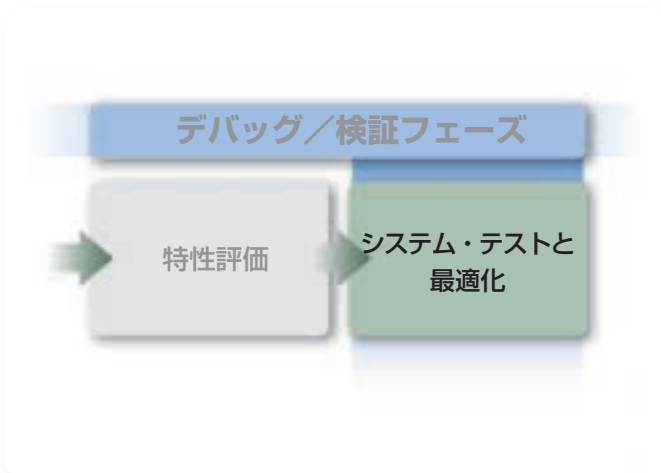 デバッグ／検証フェーズ
特性評価
システム・テストと
最適化